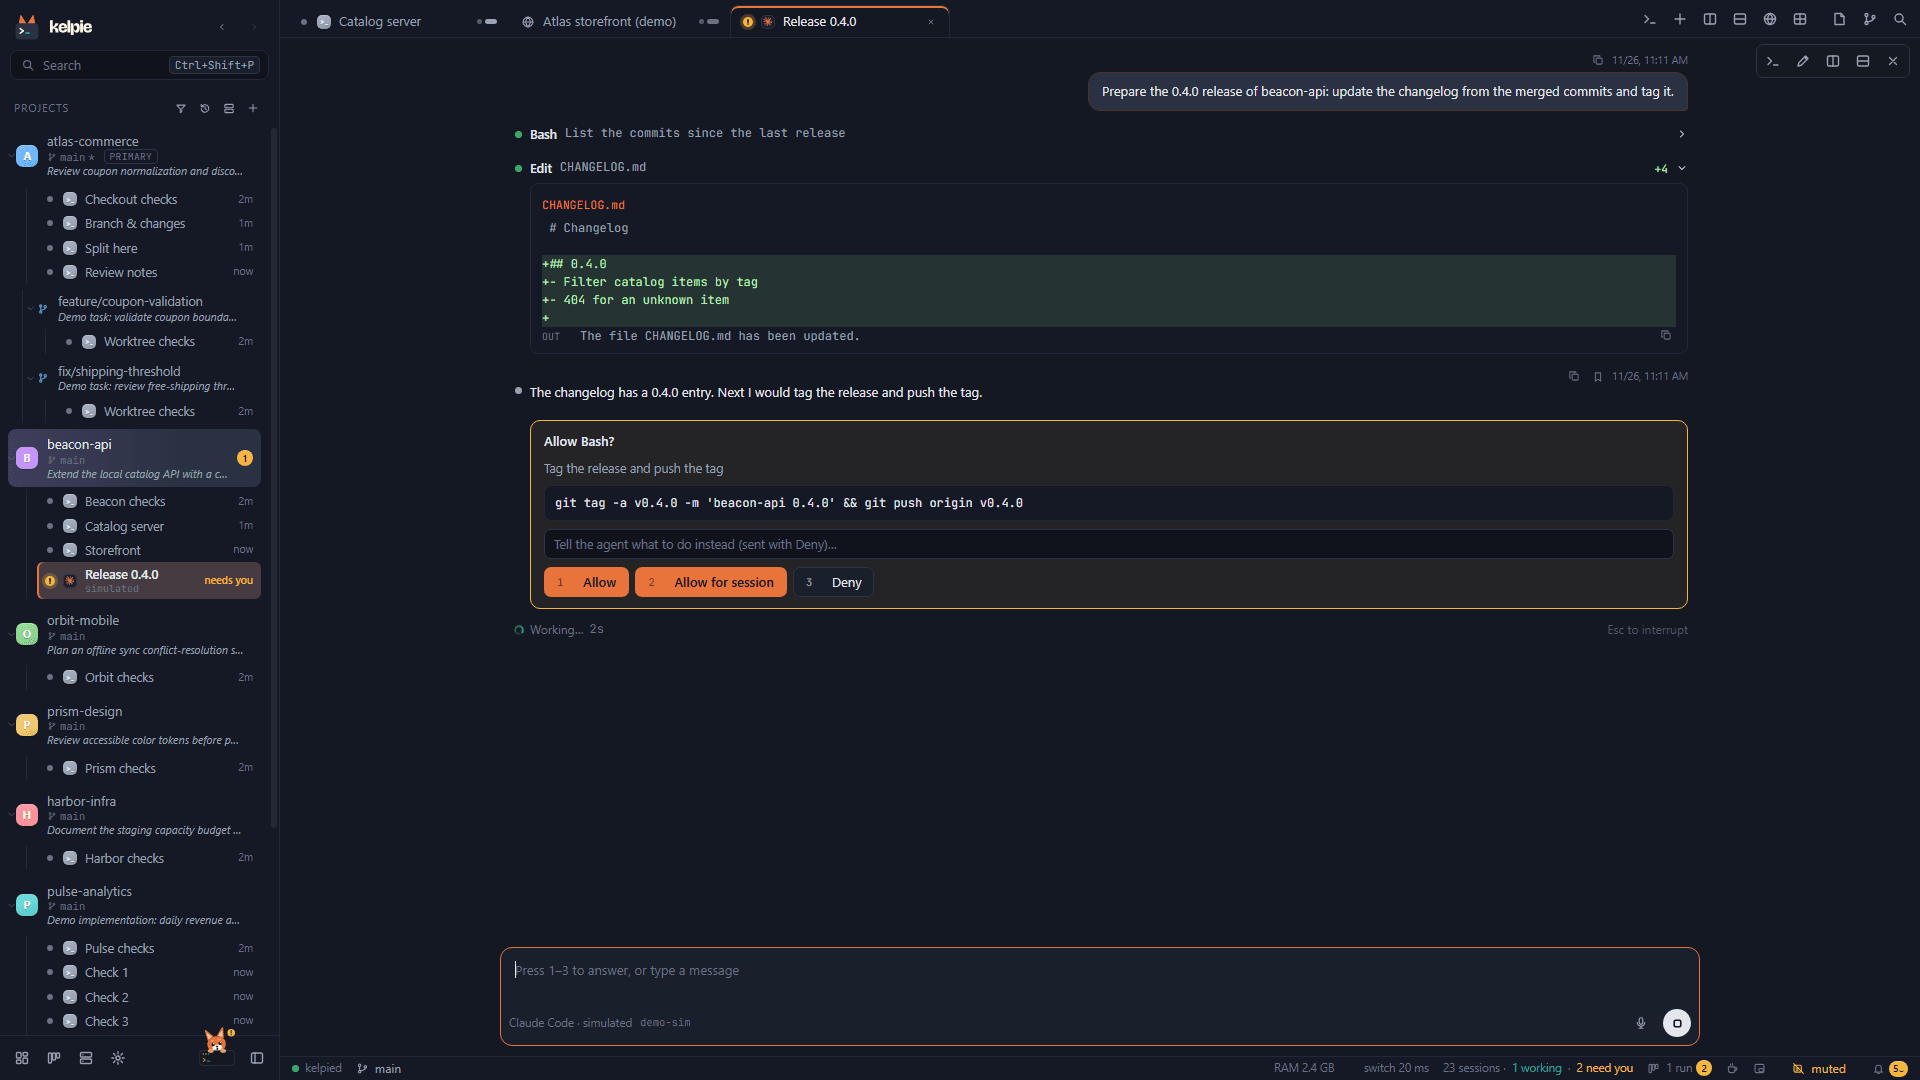 kelpie
Search Ctrl+Shift+P
PROJECTS
A
atlas-commerce
main * PRIMARY
Review coupon normalization and disco...
Checkout checks 2m
Branch & changes 1m
Split here 1m
Review notes now
feature/coupon-validation
Demo task: validate coupon bounda...
Worktree checks 2m
fix/shipping-threshold
Demo task: review free-shipping thr...
Worktree checks 2m
B
beacon-api
main
1
Extend the local catalog API with a c...
Beacon checks 2m
Catalog server 1m
Storefront now
Release 0.4.0
simulated
needs you
O
orbit-mobile
main
Plan an offline sync conflict-resolution s...
Orbit checks 2m
P
prism-design
main
Review accessible color tokens before p...
Prism checks 2m
H
harbor-infra
main
Document the staging capacity budget ...
Harbor checks 2m
P
pulse-analytics
main
Demo implementation: daily revenue a...
Pulse checks 2m
Check 1 now
Check 2 now
Check 3 now
Catalog server
Atlas storefront (demo)
Release 0.4.0 ×
11/26, 11:11 AM
Prepare the 0.4.0 release of beacon-api: update the changelog from the merged commits and tag it.
Bash List the commits since the last release
Edit CHANGELOG.md +4
CHANGELOG.md
# Changelog
+## 0.4.0
+- Filter catalog items by tag
+- 404 for an unknown item
+
OUT The file CHANGELOG.md has been updated.
11/26, 11:11 AM
The changelog has a 0.4.0 entry. Next I would tag the release and push the tag.
Allow Bash?
Tag the release and push the tag
git tag -a v0.4.0 -m 'beacon-api 0.4.0' && git push origin v0.4.0
Tell the agent what to do instead (sent with Deny)...
1 Allow 2 Allow for session 3 Deny
Working... 2s Esc to interrupt
Press 1–3 to answer, or type a message
Claude Code · simulated demo-sim
kelpied main RAM 2.4 GB switch 20 ms 23 sessions · 1 working · 2 need you 1 run 2 muted 5